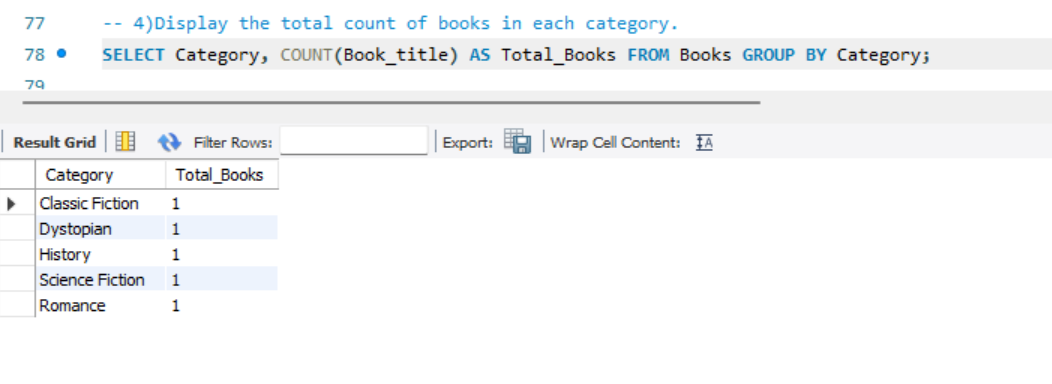 77 -- 4)Display the total count of books in each category.
78 SELECT Category, COUNT(Book_title) AS Total_Books FROM Books GROUP BY Category;
79
Result Grid Filter Rows: Export: Wrap Cell Content: IA
Category Total_Books
Classic Fiction 1
Dystopian 1
History 1
Science Fiction 1
Romance 1